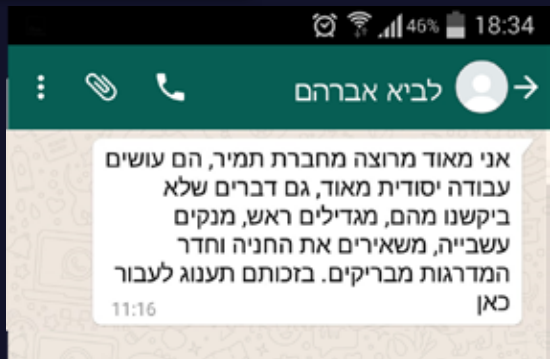 46% 18:34
לביא אברהם
אני מאוד מרוצה מחברת תמיר, הם עושים
עבודה יסודית מאוד, גם דברים שלא
ביקשנו מהם, מגדילים ראש, מנקים
עשבייה, משאירים את החניה וחדר
המדרגות מבריקים. בזכותם תענוג לעבור
כאן
11:16